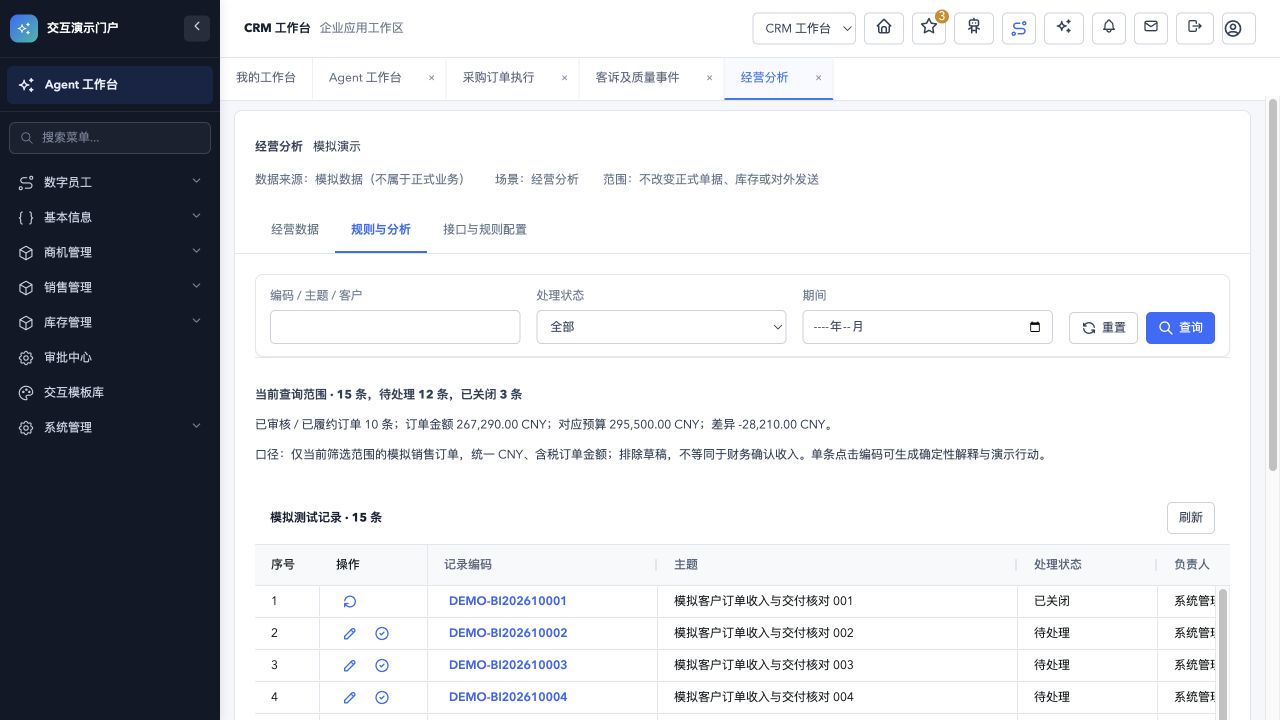 交互演示门户
CRM 工作台 企业应用工作区
CRM 工作台
3
Agent 工作台
搜索菜单...
数字员工
基本信息
商机管理
销售管理
库存管理
审批中心
交互模板库
系统管理
我的工作台 Agent 工作台 × 采购订单执行 × 客诉及质量事件 × 经营分析 ×
经营分析 模拟演示
数据来源：模拟数据（不属于正式业务） 场景：经营分析 范围：不改变正式单据、库存或对外发送
经营数据 规则与分析 接口与规则配置
编码 / 主题 / 客户 处理状态 期间
全部 ----年--月 重置 查询
当前查询范围 · 15 条，待处理 12 条，已关闭 3 条
已审核 / 已履约订单 10 条；订单金额 267,290.00 CNY；对应预算 295,500.00 CNY；差异 -28,210.00 CNY。
口径：仅当前筛选范围的模拟销售订单，统一 CNY、含税订单金额；排除草稿，不等同于财务确认收入。单条点击编码可生成确定性解释与演示行动。
模拟测试记录 · 15 条 刷新
序号 操作 记录编码 主题 处理状态 负责人
1 DEMO-BI202610001 模拟客户订单收入与交付核对 001 已关闭 系统管
2 DEMO-BI202610002 模拟客户订单收入与交付核对 002 待处理 系统管
3 DEMO-BI202610003 模拟客户订单收入与交付核对 003 待处理 系统管
4 DEMO-BI202610004 模拟客户订单收入与交付核对 004 待处理 系统管